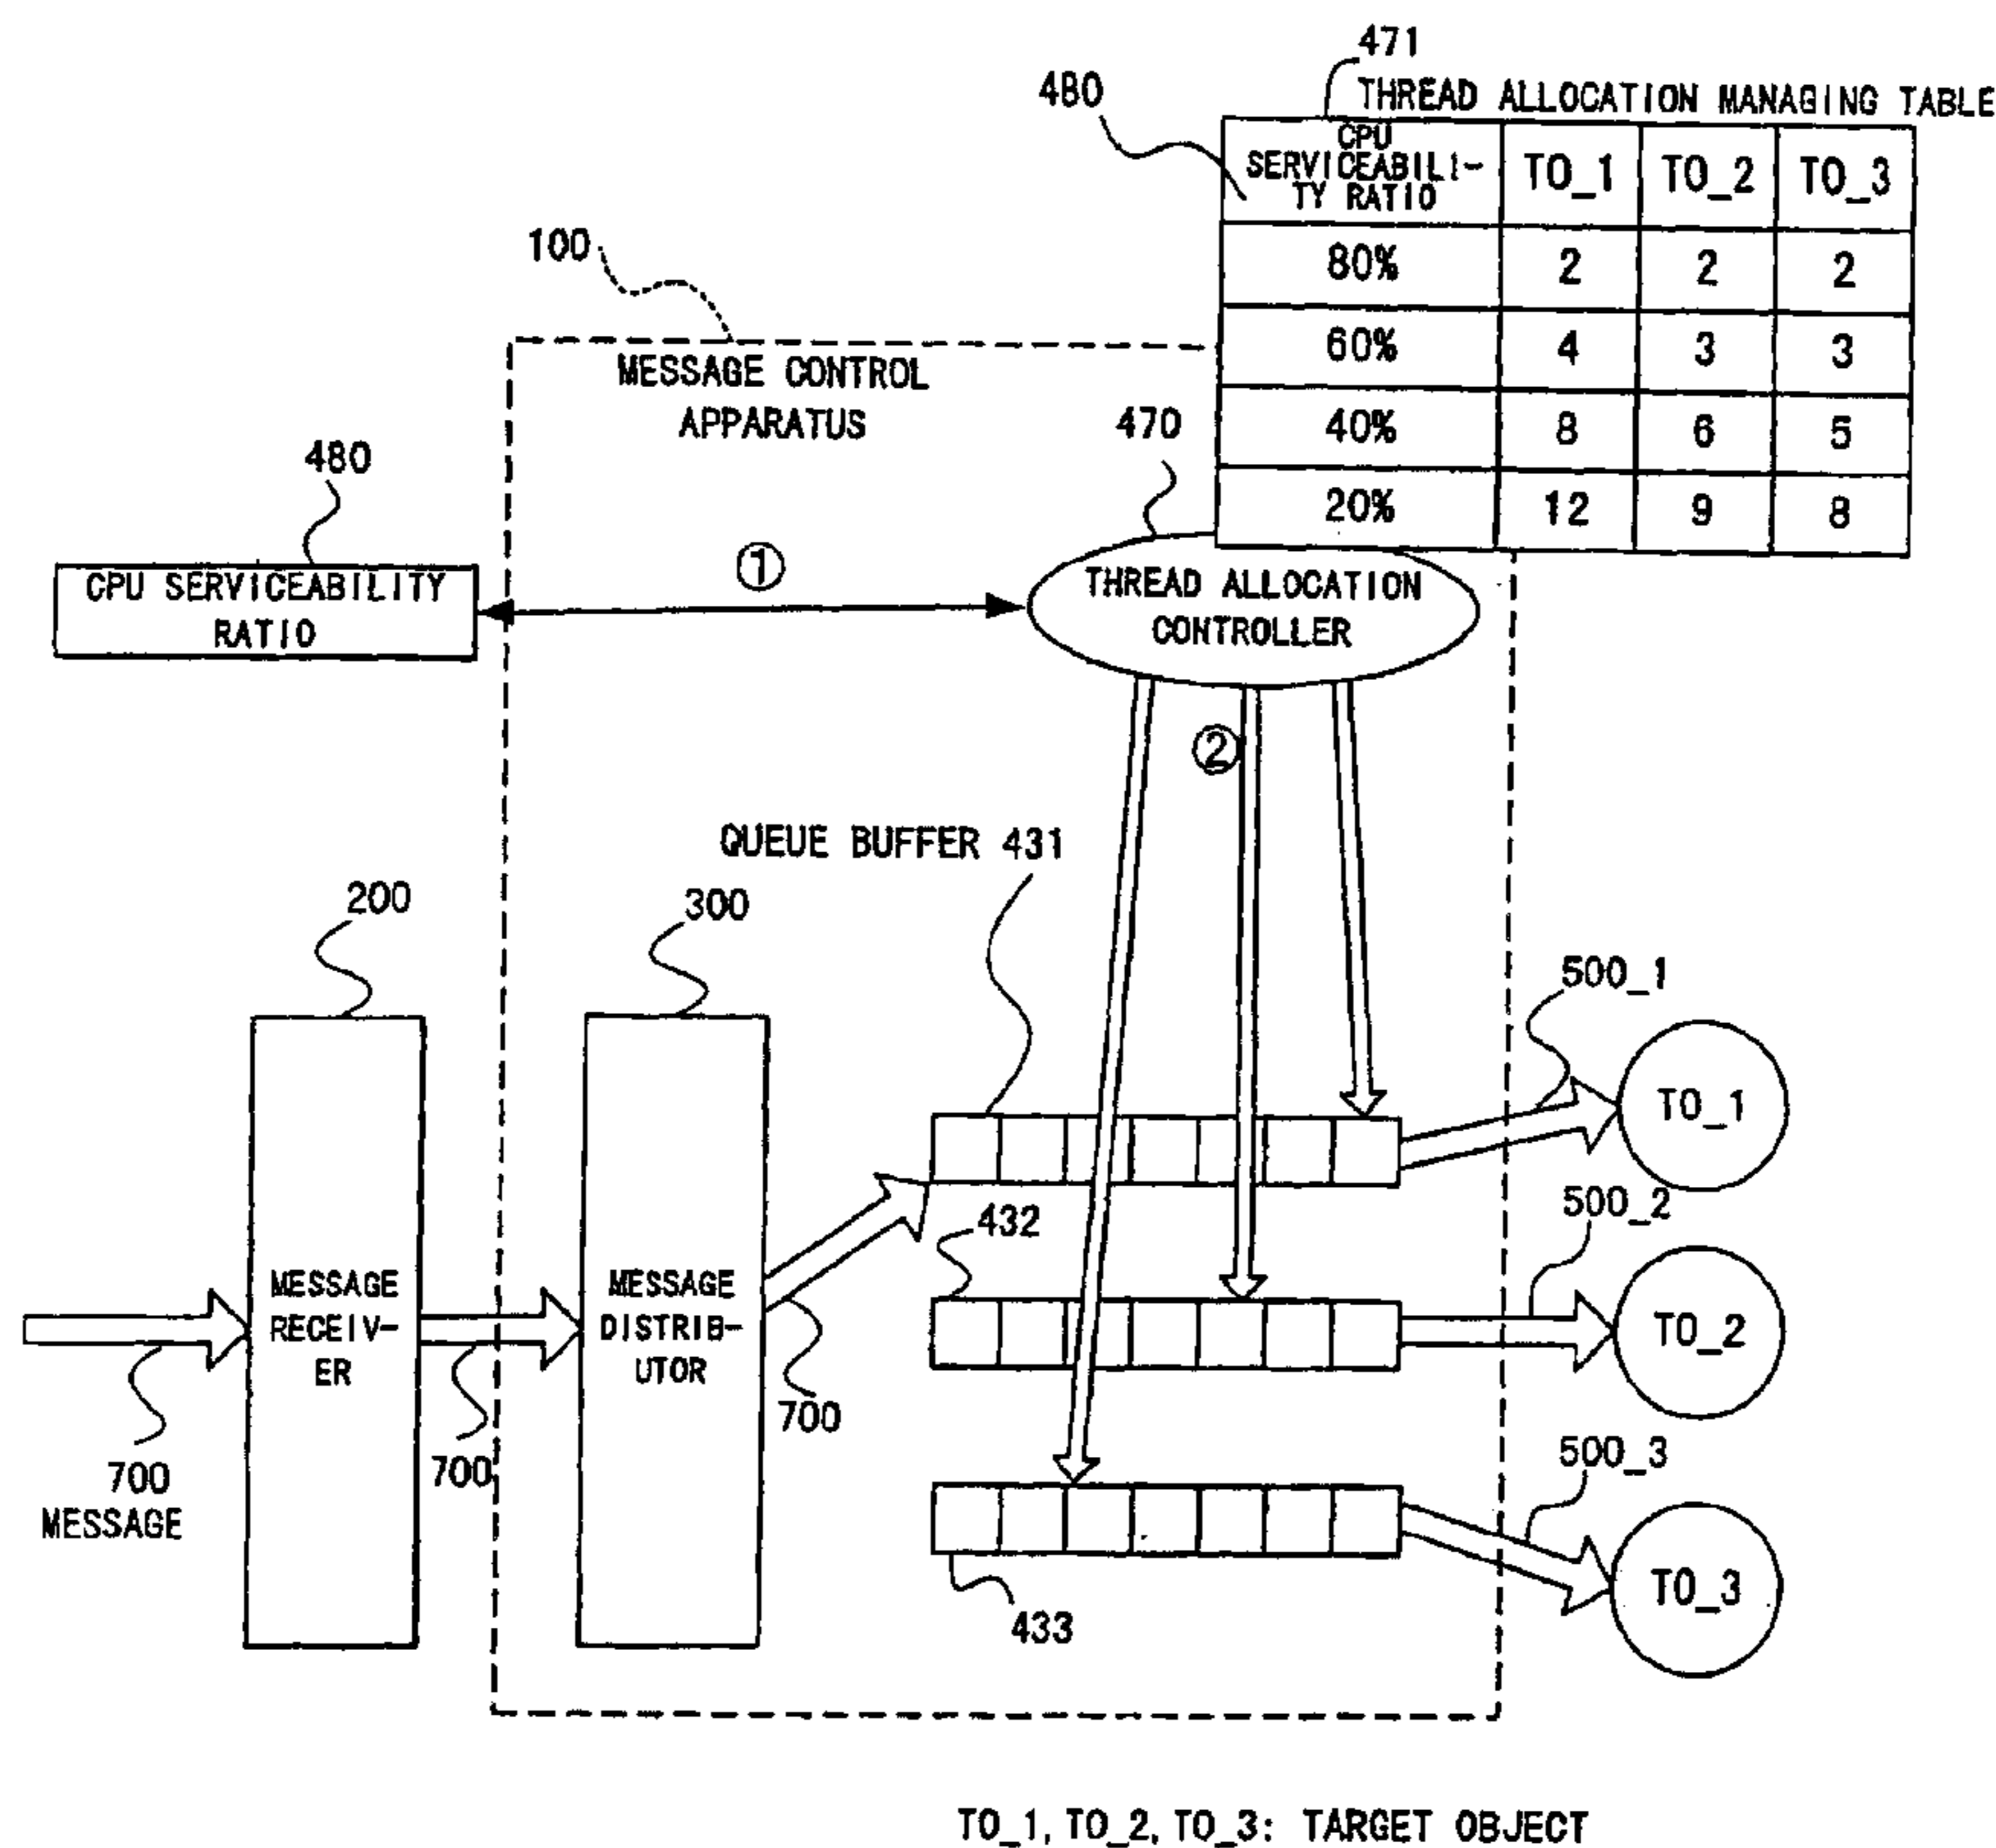 471
480
THREAD ALLOCATION MANAGING TABLE
CPU
SERVICEABILI-
TY RATIO
TO_1 TO_2 TO_3
80% 2 2 2
60% 4 3 3
40% 8 6 5
20% 12 9 8
100
MESSAGE CONTROL
APPARATUS
470
480
CPU SERVICEABILITY
RATIO
①
THREAD ALLOCATION
CONTROLLER
②
QUEUE BUFFER 431
200
300
500_1
TO_1
432
500_2
MESSAGE
RECEIV-
ER
MESSAGE
DISTRIB-
UTOR
TO_2
700
MESSAGE
700
700
500_3
433
TO_3
TO_1, TO_2, TO_3: TARGET OBJECT